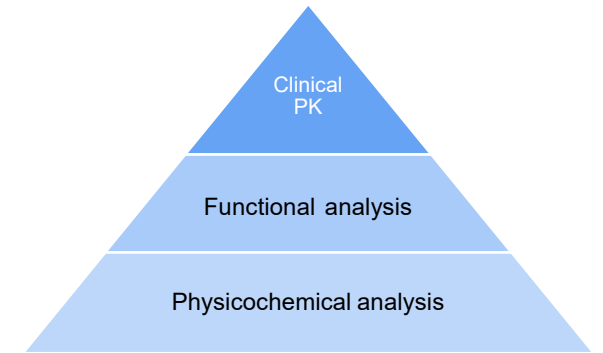 Clinical
PK
Functional analysis
Physicochemical analysis